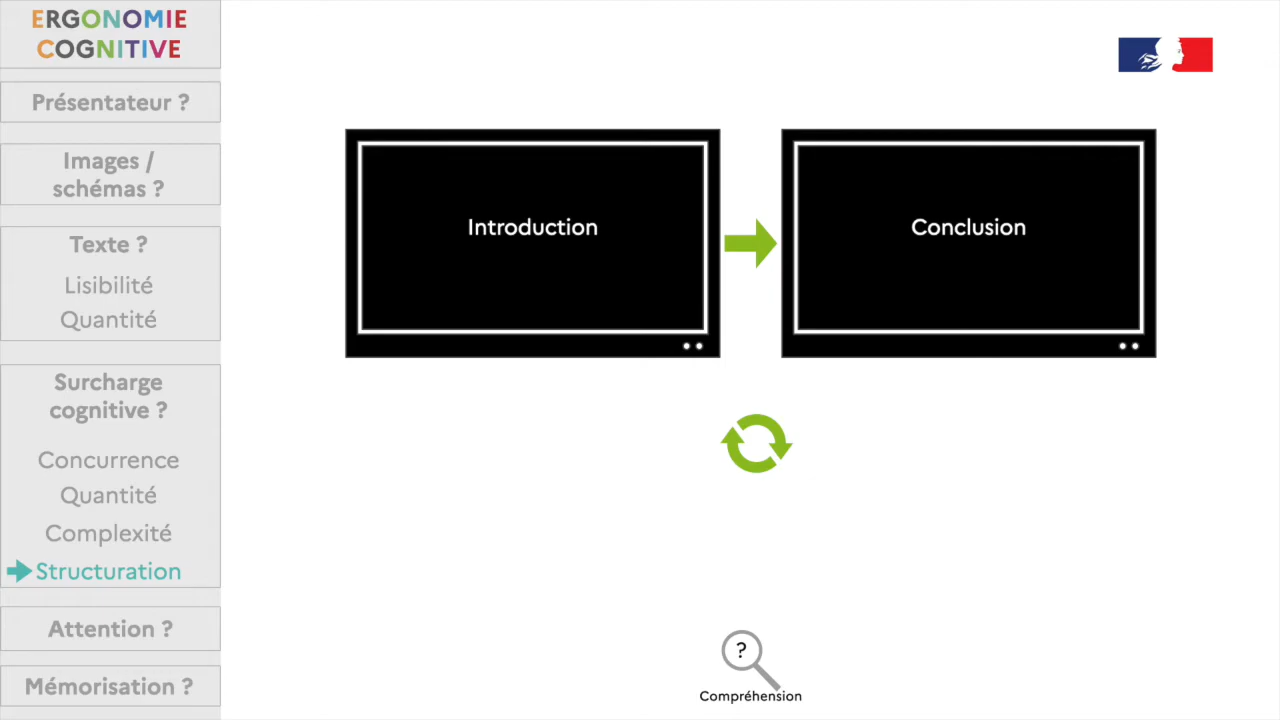 ERGONOMIE
COGNITIVE
Présentateur ?
Images /
schémas ?
Texte ?
Lisibilité
Quantité
Surcharge
cognitive ?
Concurrence
Quantité
Complexité
Structuration
Attention ?
Mémorisation ?
Introduction
Conclusion
?
Compréhension